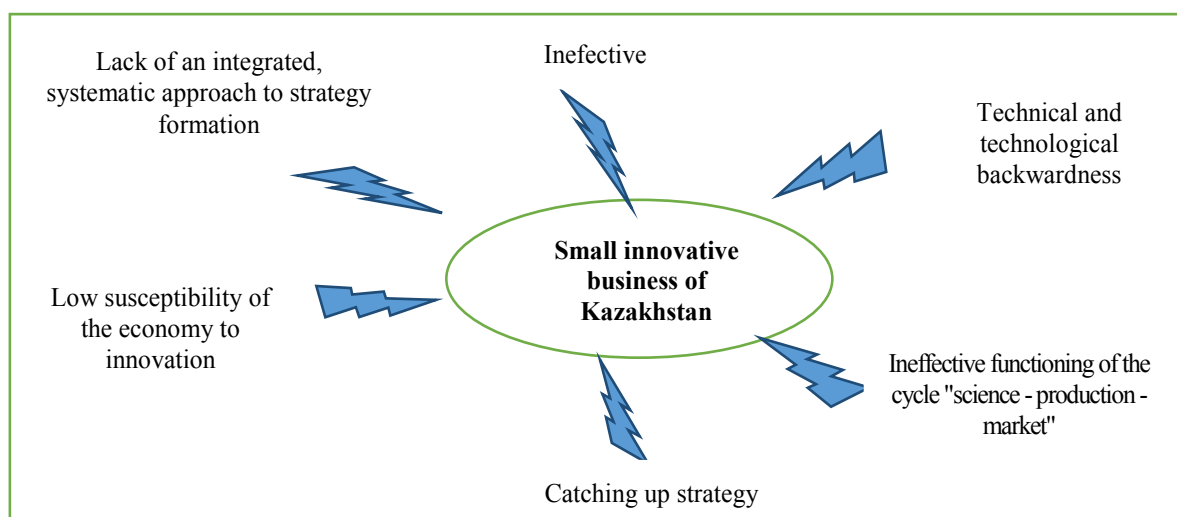 Lack of an integrated,
systematic approach to strategy
formation
Inefective
Technical and
technological
backwardness
Small innovative
business of
Kazakhstan
Low susceptibility of
the economy to
innovation
Ineffective functioning of the
cycle "science - production -
market"
Catching up strategy